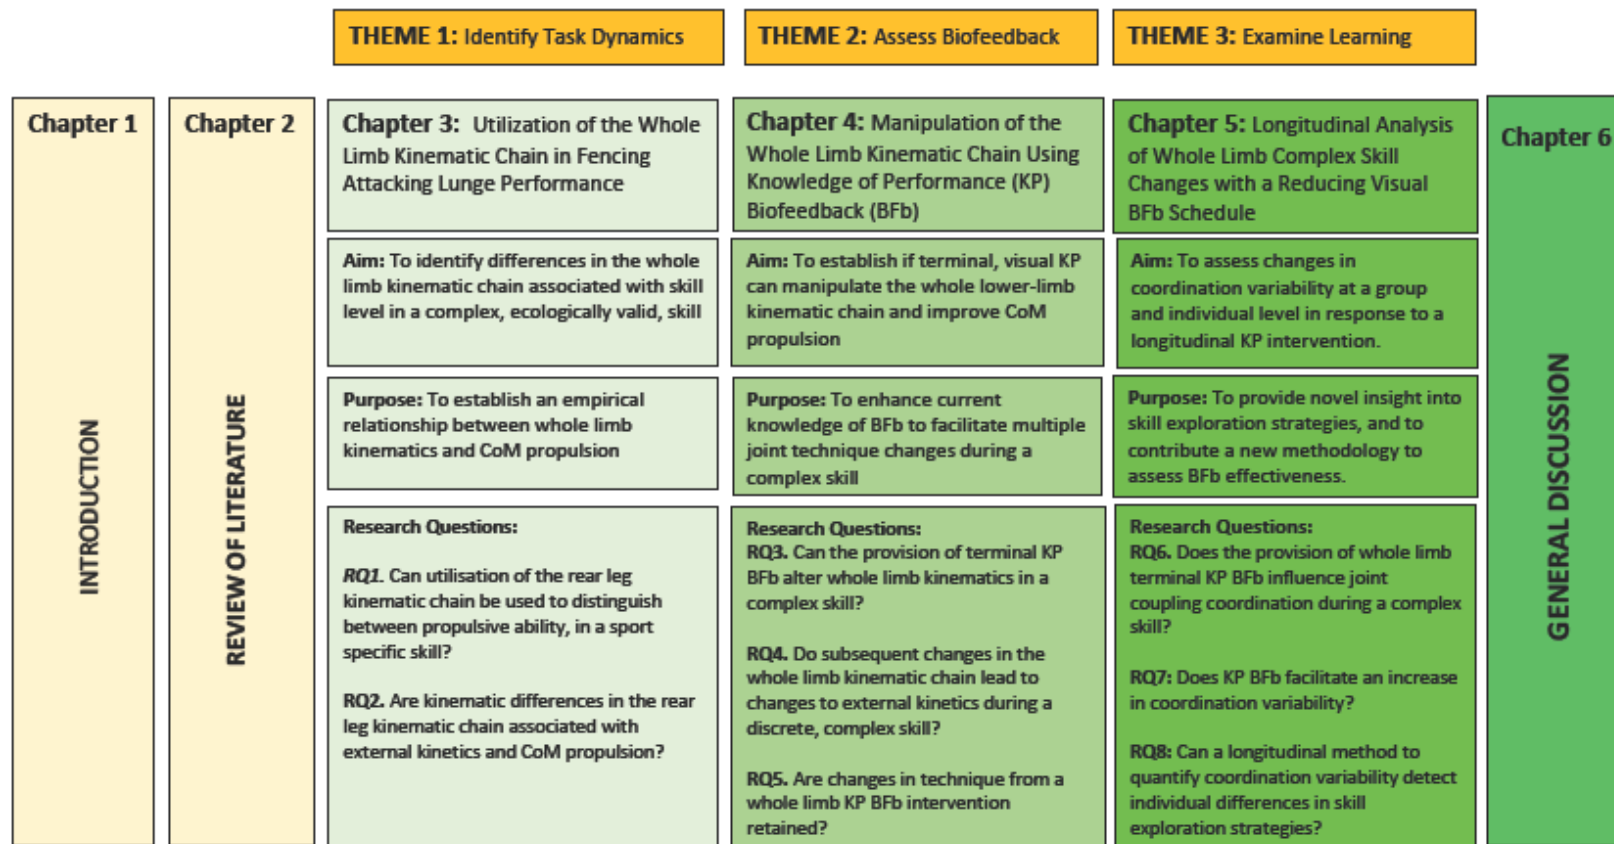 THEME 1: Identify Task Dynamics
THEME 2: Assess Biofeedback
THEME 3: Examine Learning
Chapter 1
INTRODUCTION
Chapter 2
REVIEW OF LITERATURE
Chapter 3: Utilization of the Whole
Limb Kinematic Chain in Fencing
Attacking Lunge Performance
Aim: To identify differences in the whole
limb kinematic chain associated with skill
level in a complex, ecologically valid, skill
Purpose: To establish an empirical
relationship between whole limb
kinematics and CoM propulsion
Research Questions:
RQ1. Can utilisation of the rear leg
kinematic chain be used to distinguish
between propulsive ability, in a sport
specific skill?
RQ2. Are kinematic differences in the rear
leg kinematic chain associated with
external kinetics and CoM propulsion?
Chapter 4: Manipulation of the
Whole Limb Kinematic Chain Using
Knowledge of Performance (KP)
Biofeedback (BFb)
Aim: To establish if terminal, visual KP
can manipulate the whole lower-limb
kinematic chain and improve CoM
propulsion
Purpose: To enhance current
knowledge of BFb to facilitate multiple
joint technique changes during a
complex skill
Research Questions:
RQ3. Can the provision of terminal KP
BFb alter whole limb kinematics in a
complex skill?
RQ4. Do subsequent changes in the
whole limb kinematic chain lead to
changes to external kinetics during a
discrete, complex skill?
RQ5. Are changes in technique from a
whole limb KP BFb intervention
retained?
Chapter 5: Longitudinal Analysis
of Whole Limb Complex Skill
Changes with a Reducing Visual
BFb Schedule
Aim: To assess changes in
coordination variability at a group
and individual level in response to a
longitudinal KP intervention.
Purpose: To provide novel insight into
skill exploration strategies, and to
contribute a new methodology to
assess BFb effectiveness.
Research Questions:
RQ6. Does the provision of whole limb
terminal KP BFb influence joint
coupling coordination during a complex
skill?
RQ7: Does KP BFb facilitate an increase
in coordination variability?
RQ8: Can a longitudinal method to
quantify coordination variability detect
individual differences in skill
exploration strategies?
Chapter 6
GENERAL DISCUSSION